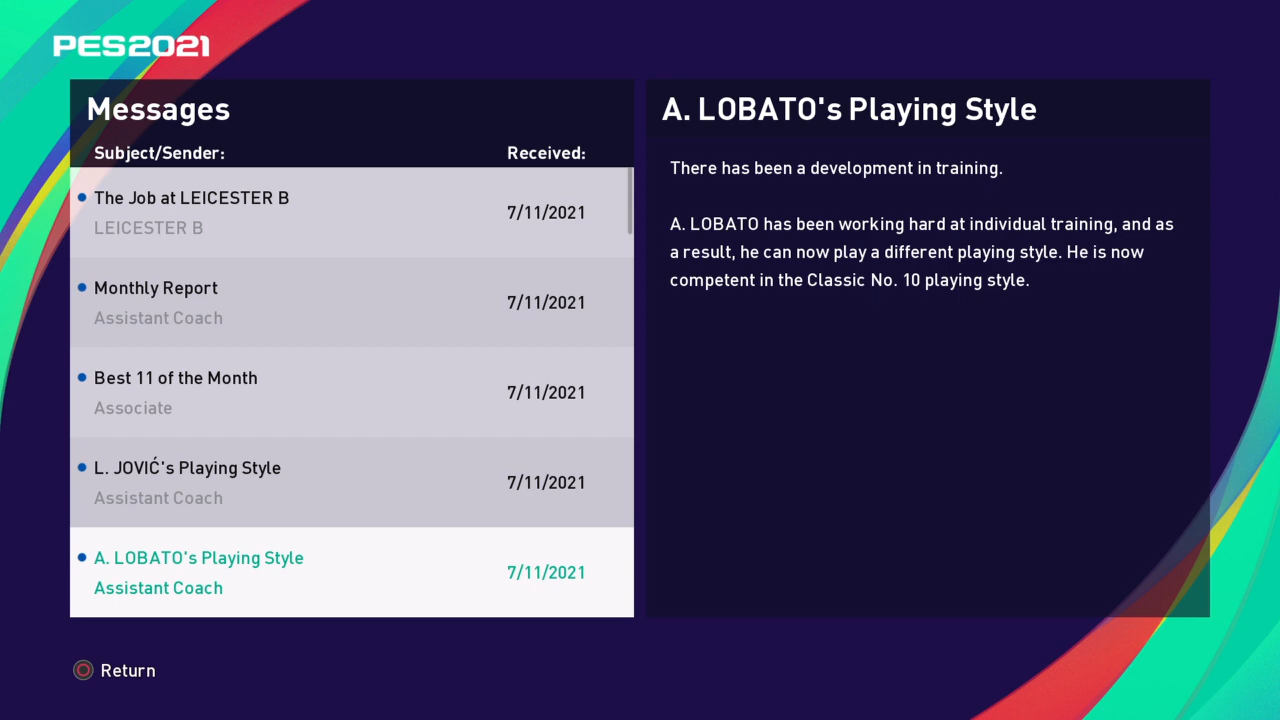 PES2021
Messages
Subject/Sender: Received:
The Job at LEICESTER B
LEICESTER B
7/11/2021
Monthly Report
Assistant Coach
7/11/2021
Best 11 of the Month
Associate
7/11/2021
L. JOVIĆ's Playing Style
Assistant Coach
7/11/2021
A. LOBATO's Playing Style
Assistant Coach
7/11/2021
A. LOBATO's Playing Style
There has been a development in training.
A. LOBATO has been working hard at individual training, and as
a result, he can now play a different playing style. He is now
competent in the Classic No. 10 playing style.
Return